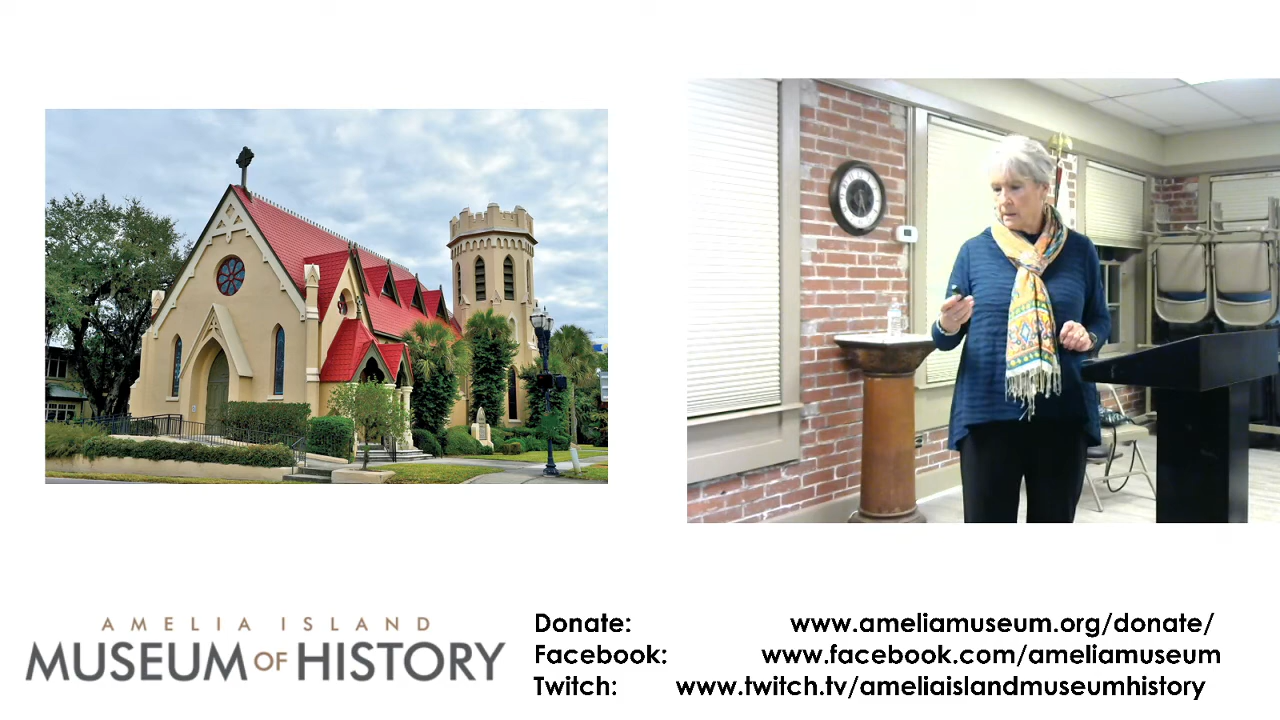 AMELIA ISLAND
MUSEUM OF HISTORY
Donate: www.ameliamuseum.org/donate/
Facebook: www.facebook.com/ameliamuseum
Twitch: www.twitch.tv/ameliaislandmuseumhistory